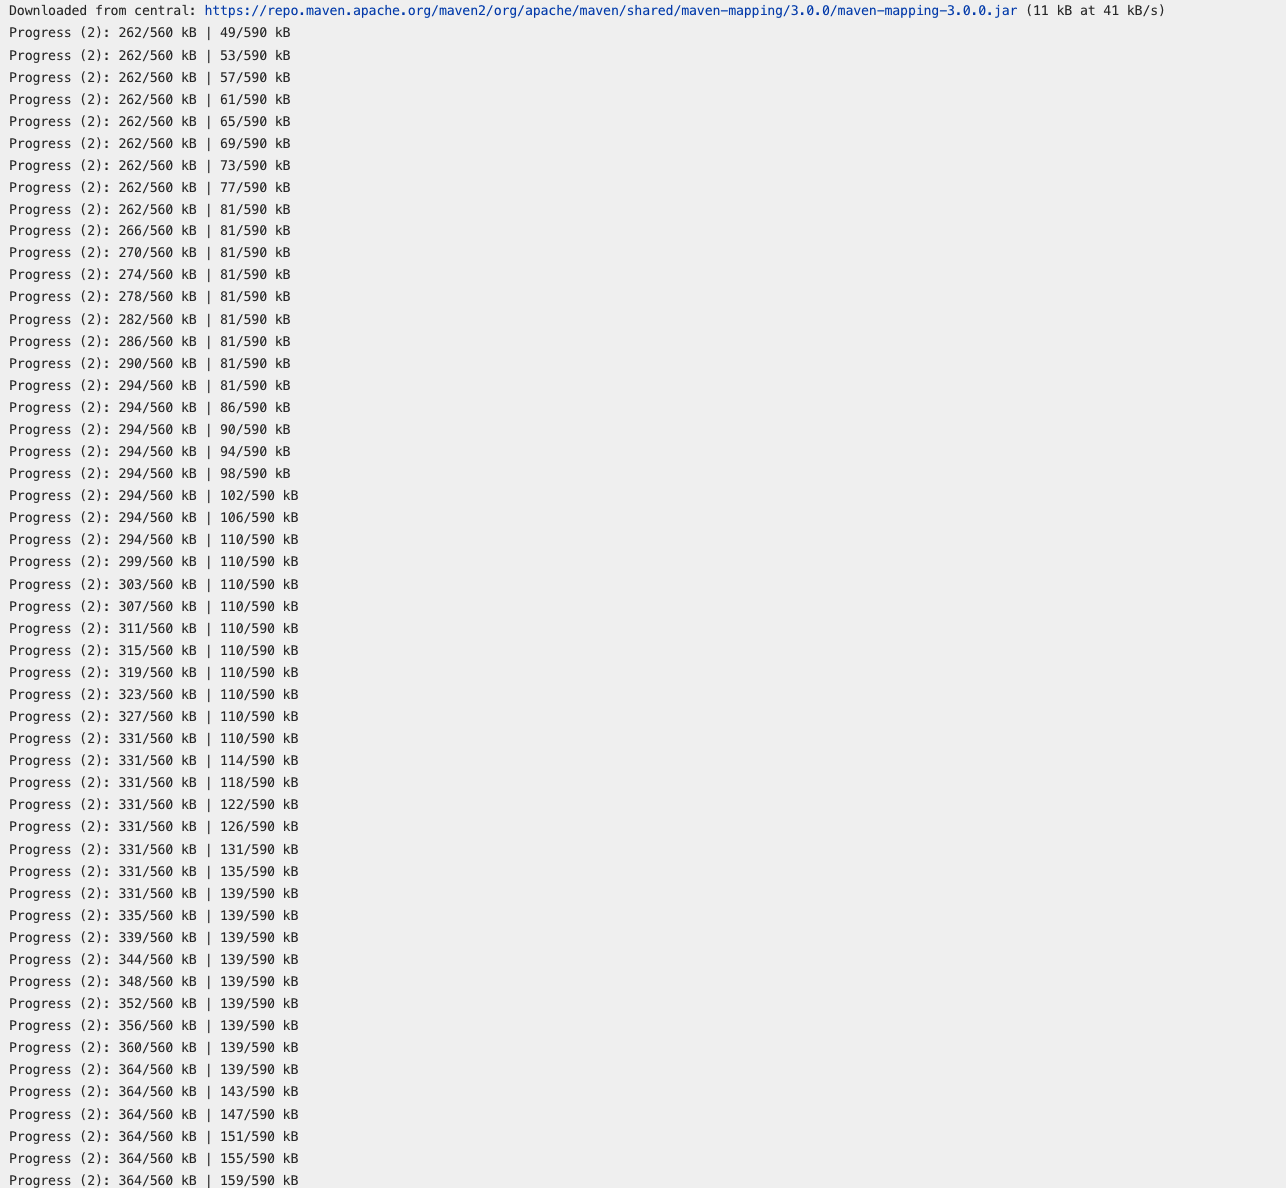 Downloaded from central: https://repo.maven.apache.org/maven2/org/apache/maven/shared/maven-mapping/3.0.0/maven-mapping-3.0.0.jar (11 kB at 41 kB/s)
Progress (2): 262/560 kB | 49/590 kB
Progress (2): 262/560 kB | 53/590 kB
Progress (2): 262/560 kB | 57/590 kB
Progress (2): 262/560 kB | 61/590 kB
Progress (2): 262/560 kB | 65/590 kB
Progress (2): 262/560 kB | 69/590 kB
Progress (2): 262/560 kB | 73/590 kB
Progress (2): 262/560 kB | 77/590 kB
Progress (2): 262/560 kB | 81/590 kB
Progress (2): 266/560 kB | 81/590 kB
Progress (2): 270/560 kB | 81/590 kB
Progress (2): 274/560 kB | 81/590 kB
Progress (2): 278/560 kB | 81/590 kB
Progress (2): 282/560 kB | 81/590 kB
Progress (2): 286/560 kB | 81/590 kB
Progress (2): 290/560 kB | 81/590 kB
Progress (2): 294/560 kB | 81/590 kB
Progress (2): 294/560 kB | 86/590 kB
Progress (2): 294/560 kB | 90/590 kB
Progress (2): 294/560 kB | 94/590 kB
Progress (2): 294/560 kB | 98/590 kB
Progress (2): 294/560 kB | 102/590 kB
Progress (2): 294/560 kB | 106/590 kB
Progress (2): 294/560 kB | 110/590 kB
Progress (2): 299/560 kB | 110/590 kB
Progress (2): 303/560 kB | 110/590 kB
Progress (2): 307/560 kB | 110/590 kB
Progress (2): 311/560 kB | 110/590 kB
Progress (2): 315/560 kB | 110/590 kB
Progress (2): 319/560 kB | 110/590 kB
Progress (2): 323/560 kB | 110/590 kB
Progress (2): 327/560 kB | 110/590 kB
Progress (2): 331/560 kB | 110/590 kB
Progress (2): 331/560 kB | 114/590 kB
Progress (2): 331/560 kB | 118/590 kB
Progress (2): 331/560 kB | 122/590 kB
Progress (2): 331/560 kB | 126/590 kB
Progress (2): 331/560 kB | 131/590 kB
Progress (2): 331/560 kB | 135/590 kB
Progress (2): 331/560 kB | 139/590 kB
Progress (2): 335/560 kB | 139/590 kB
Progress (2): 339/560 kB | 139/590 kB
Progress (2): 344/560 kB | 139/590 kB
Progress (2): 348/560 kB | 139/590 kB
Progress (2): 352/560 kB | 139/590 kB
Progress (2): 356/560 kB | 139/590 kB
Progress (2): 360/560 kB | 139/590 kB
Progress (2): 364/560 kB | 139/590 kB
Progress (2): 364/560 kB | 143/590 kB
Progress (2): 364/560 kB | 147/590 kB
Progress (2): 364/560 kB | 151/590 kB
Progress (2): 364/560 kB | 155/590 kB
Progress (2): 364/560 kB | 159/590 kB